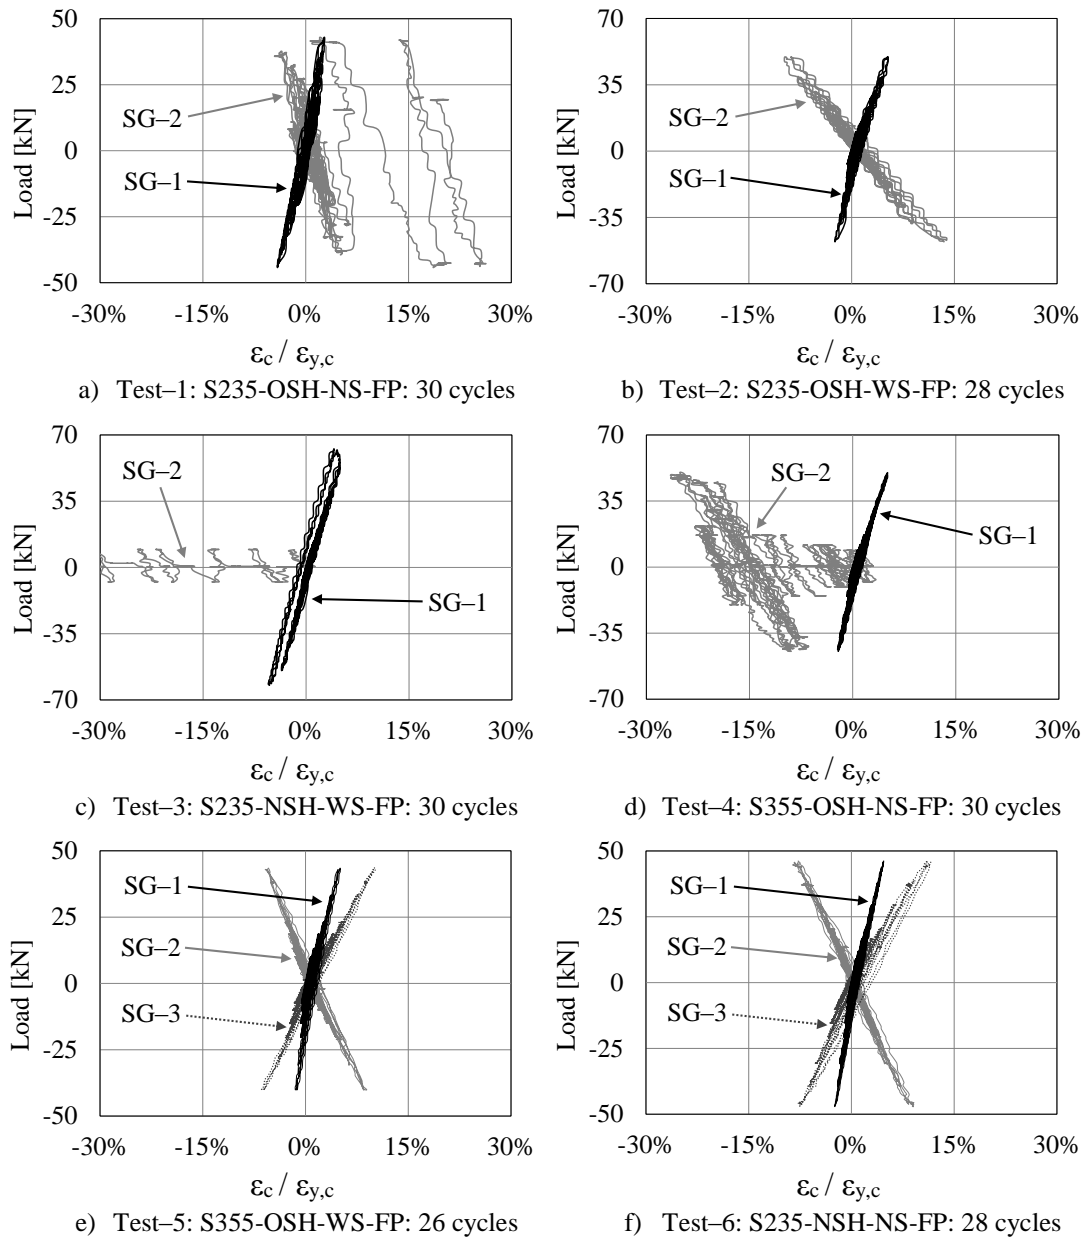 50
25
0
-25
-50
Load [kN]
SG–2
SG–1
-30% -15% 0% 15% 30%
εc / εy,c
a) Test–1: S235-OSH-NS-FP: 30 cycles
70
35
0
-35
-70
Load [kN]
SG–2
SG–1
-30% -15% 0% 15% 30%
εc / εy,c
b) Test–2: S235-OSH-WS-FP: 28 cycles
70
35
0
-35
-70
Load [kN]
SG–2
SG–1
-30% -15% 0% 15% 30%
εc / εy,c
c) Test–3: S235-NSH-WS-FP: 30 cycles
70
35
0
-35
-70
Load [kN]
SG–2
SG–1
-30% -15% 0% 15% 30%
εc / εy,c
d) Test–4: S355-OSH-NS-FP: 30 cycles
50
25
0
-25
-50
Load [kN]
SG–1
SG–2
SG–3
-30% -15% 0% 15% 30%
εc / εy,c
e) Test–5: S355-OSH-WS-FP: 26 cycles
50
25
0
-25
-50
Load [kN]
SG–1
SG–2
SG–3
-30% -15% 0% 15% 30%
εc / εy,c
f) Test–6: S235-NSH-NS-FP: 28 cycles